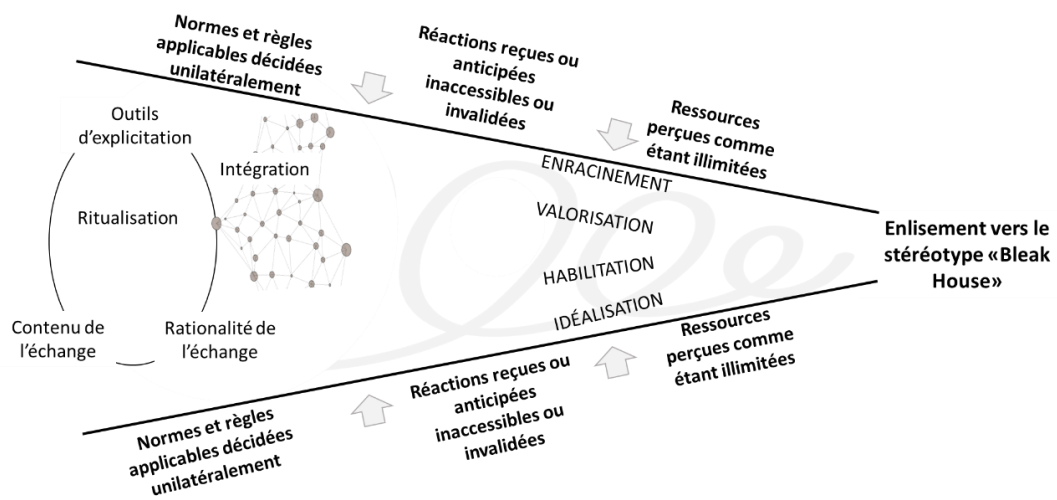 Normes et règles
applicables décidées
unilatéralement
Réactions reçues ou
anticipées
inaccessibles ou
invalidées
Ressources
perçues comme
étant illimitées
Outils
d'explicitation
Intégration
Ritualisation
Contenu de
l'échange
Rationalité de
l'échange
ENRACINEMENT
VALORISATION
HABILITATION
IDÉALISATION
Enlisement vers le
stéréotype «Bleak
House»
Normes et règles
applicables décidées
unilatéralement
Réactions reçues ou
anticipées
inaccessibles ou
invalidées
Ressources
perçues comme
étant illimitées